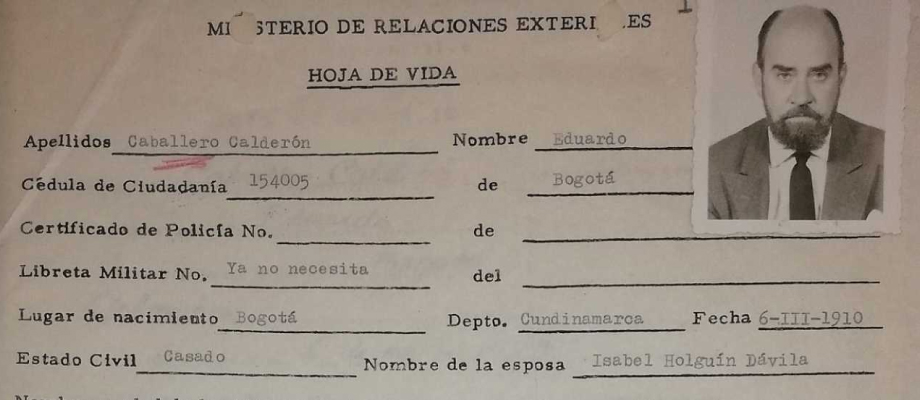 MI STERIO DE RELACIONES EXTERI ES
HOJA DE VIDA
Apellidos Caballero Calderón Nombre Eduardo
Cédula de Ciudadanía 154005 de Bogotá
Certificado de Policía No. de
Libreta Militar No. Ya no necesita del
Lugar de nacimiento Bogotá Depto. Cundinamarca Fecha 6-III-1910
Estado Civil Casado Nombre de la esposa Isabel Holguín Dávila